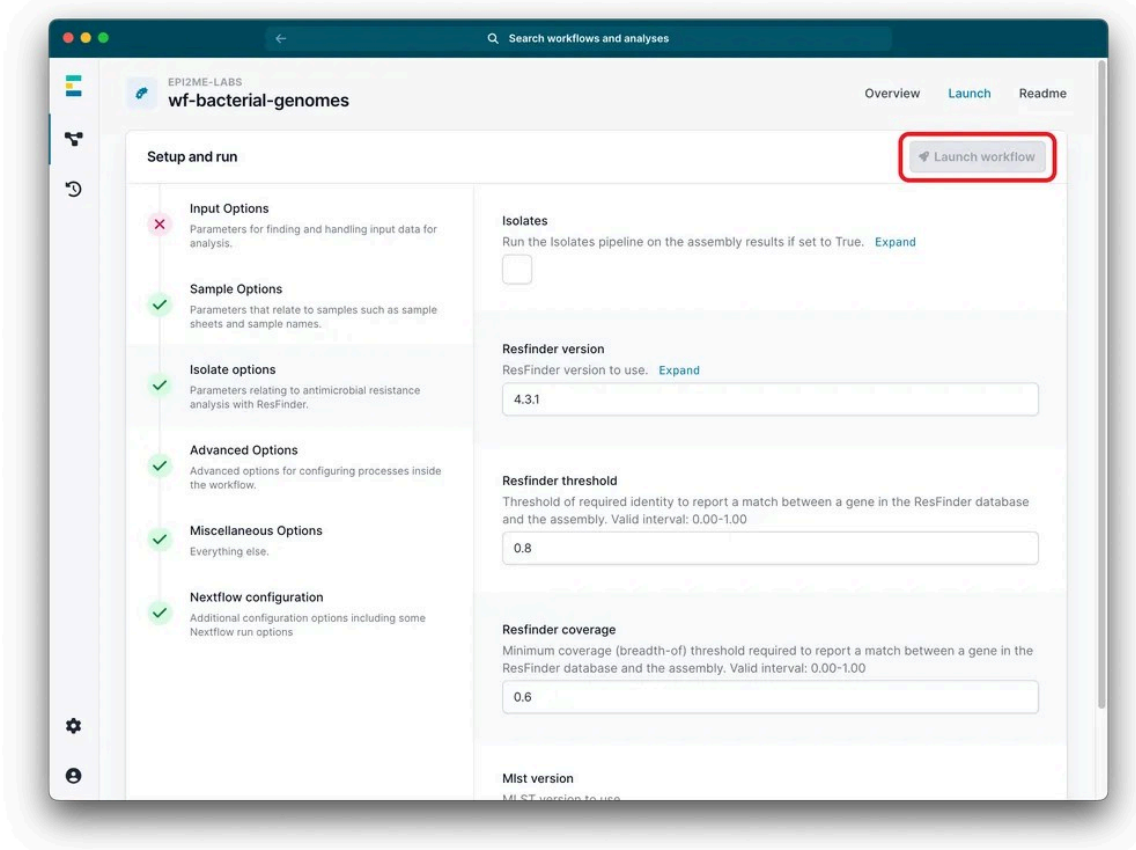 Search workflows and analyses
EPI2ME-LABS
wf-bacterial-genomes
Overview Launch Readme
Setup and run
Launch workflow
Input Options
Parameters for finding and handling input data for
analysis.
Sample Options
Parameters that relate to samples such as sample
sheets and sample names.
Isolate options
Parameters relating to antimicrobial resistance
analysis with ResFinder.
Advanced Options
Advanced options for configuring processes inside
the workflow.
Miscellaneous Options
Everything else.
Nextflow configuration
Additional configuration options including some
Nextflow run options
Isolates
Run the Isolates pipeline on the assembly results if set to True. Expand
Resfinder version
ResFinder version to use. Expand
4.3.1
Resfinder threshold
Threshold of required identity to report a match between a gene in the ResFinder database
and the assembly. Valid interval: 0.00-1.00
0.8
Resfinder coverage
Minimum coverage (breadth-of) threshold required to report a match between a gene in the
ResFinder database and the assembly. Valid interval: 0.00-1.00
0.6
Mlst version
MLST version to use.